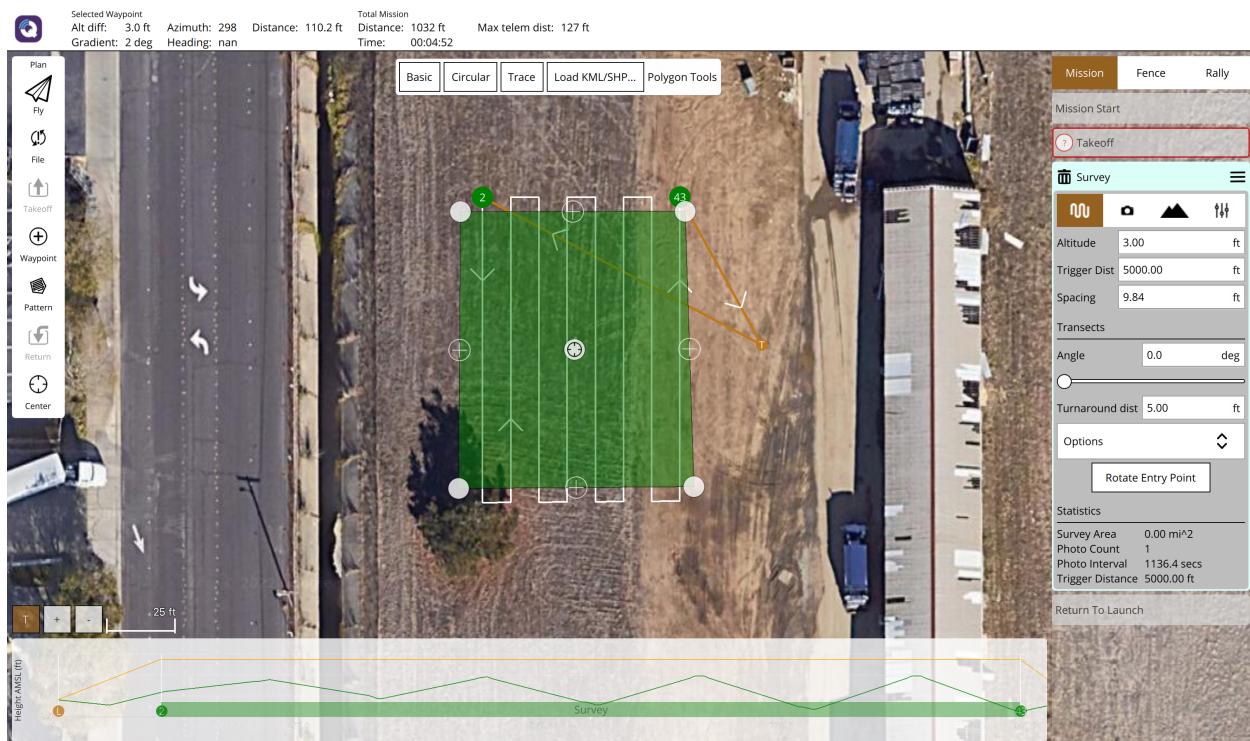 Selected Waypoint
Alt diff: 3.0 ft Azimuth: 298 Distance: 110.2 ft
Gradient: 2 deg Heading: nan
Total Mission
Distance: 1032 ft Max telem dist: 127 ft
Time: 00:04:52
Plan
Fly
File
Takeoff
Waypoint
Pattern
Return
Center
Basic
Circular
Trace
Load KML/SHP...
Polygon Tools
2
43
T
T
+
-
25 ft
Height AMSL (ft)
L
2
Survey
43
Mission
Fence
Rally
Mission Start
? Takeoff
Survey
Altitude 3.00 ft
Trigger Dist 5000.00 ft
Spacing 9.84 ft
Transects
Angle 0.0 deg
Turnaround dist 5.00 ft
Options
Rotate Entry Point
Statistics
Survey Area 0.00 mi^2
Photo Count 1
Photo Interval 1136.4 secs
Trigger Distance 5000.00 ft
Return To Launch